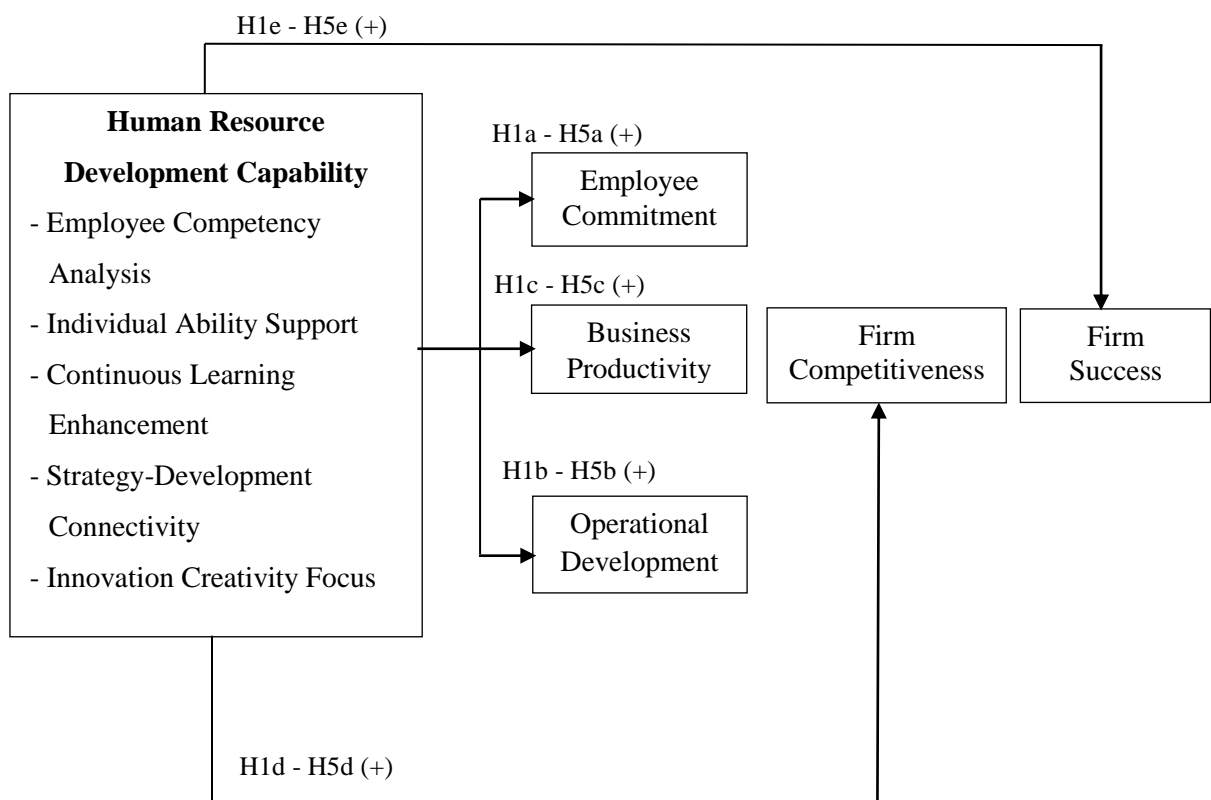 H1e - H5e (+)
Human Resource
Development Capability
- Employee Competency
Analysis
- Individual Ability Support
- Continuous Learning
Enhancement
- Strategy-Development
Connectivity
- Innovation Creativity Focus
H1a - H5a (+)
Employee
Commitment
H1c - H5c (+)
Business
Productivity
H1b - H5b (+)
Operational
Development
Firm
Competitiveness
Firm
Success
H1d - H5d (+)